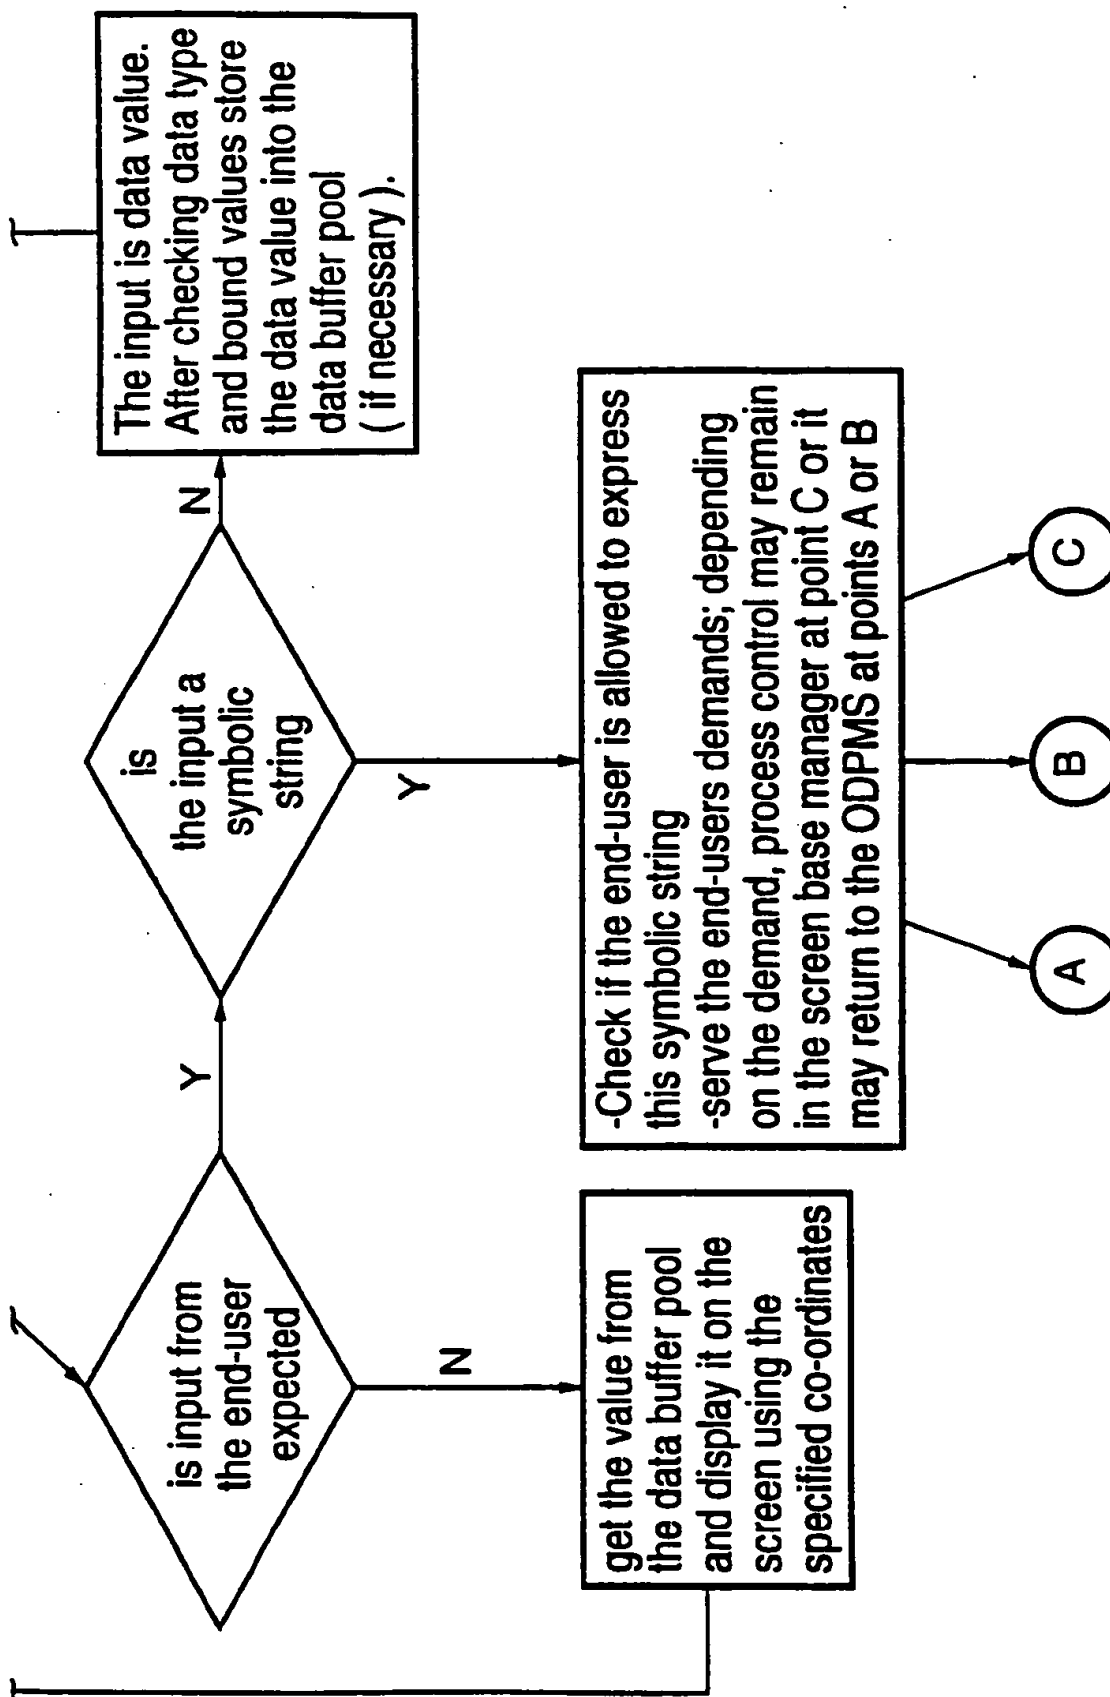 is input from
the end-user
expected
Y
N
get the value from
the data buffer pool
and display it on the
screen using the
specified co-ordinates
is
the input a
symbolic
string
N
Y
The input is data value.
After checking data type
and bound values store
the data value into the
data buffer pool
( if necessary ).
-Check if the end-user is allowed to express
this symbolic string
-serve the end-users demands; depending
on the demand, process control may remain
in the screen base manager at point C or it
may return to the ODPMS at points A or B
A
B
C